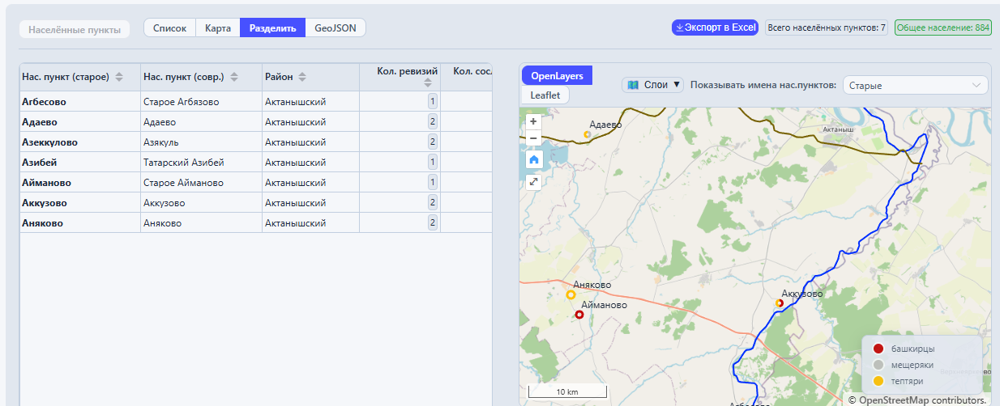 Населённые пункты
Список Карта Разделить GeoJSON
Экспорт в Excel
Всего населённых пунктов: 7
Общее население: 884
Нас. пункт (старое) Нас. пункт (совр.) Район Кол. ревизий Кол. сосл
Агбесово Старое Агбязово Актанышский 1
Адаево Адаево Актанышский 2
Азеккулово Азякуль Актанышский 2
Азибей Татарский Азибей Актанышский 1
Айманово Старое Айманово Актанышский 1
Аккузово Аккузово Актанышский 2
Аняково Аняково Актанышский 2
OpenLayers
Leaflet
Слои ▼
Показывать имена нас.пунктов: Старые
+
−
Адаево
Актаныш
Аняково
Айманово
Аккузово
Агбесово
башкирцы
мещеряки
тептяри
10 km
© OpenStreetMap contributors.